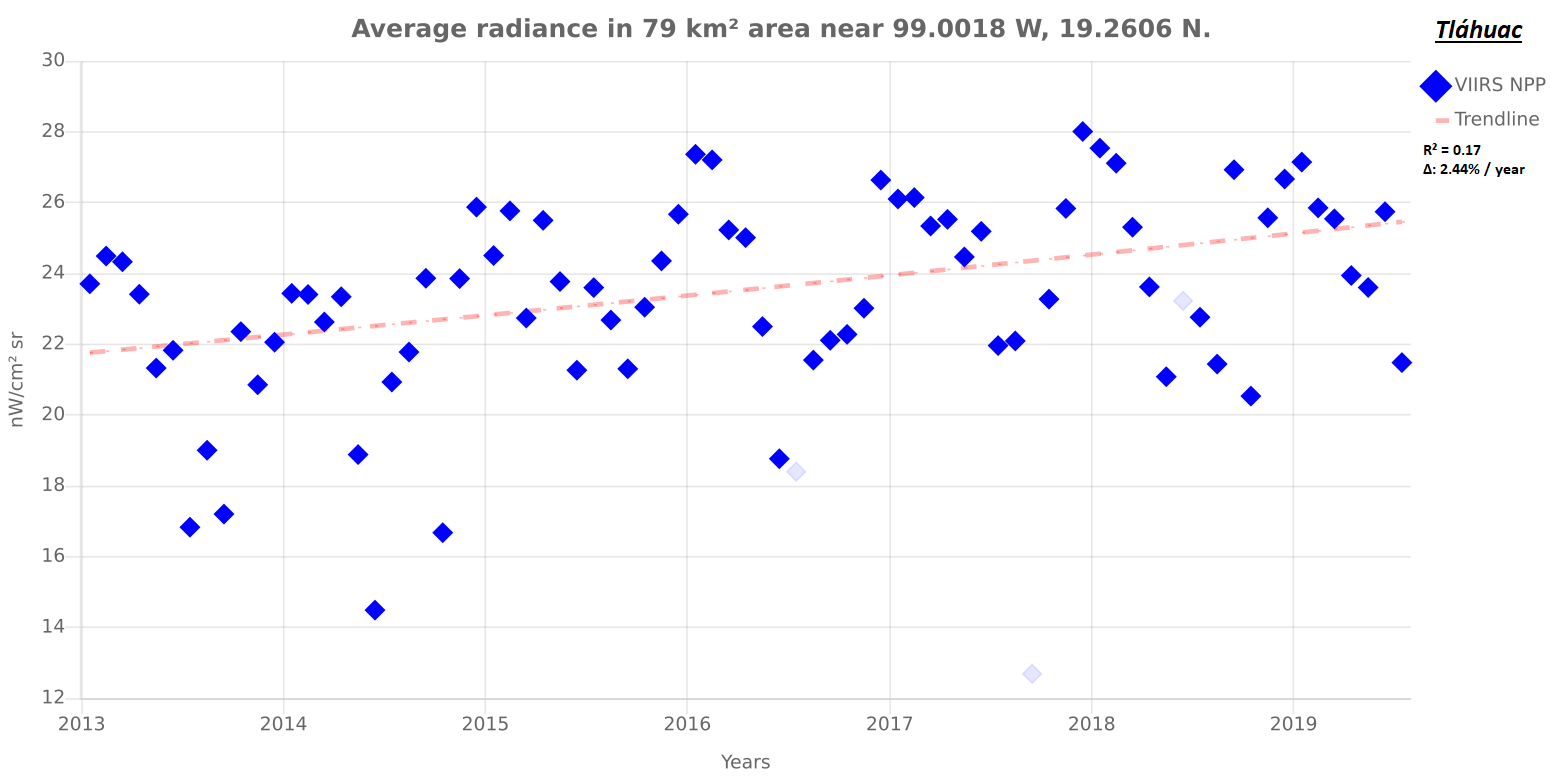 Average radiance in 79 km² area near 99.0018 W, 19.2606 N.
Tláhuac
VIIRS NPP
Trendline
R² = 0.17
Δ: 2.44% / year
nW/cm² sr
30
28
26
24
22
20
18
16
14
12
2013 2014 2015 2016 2017 2018 2019
Years